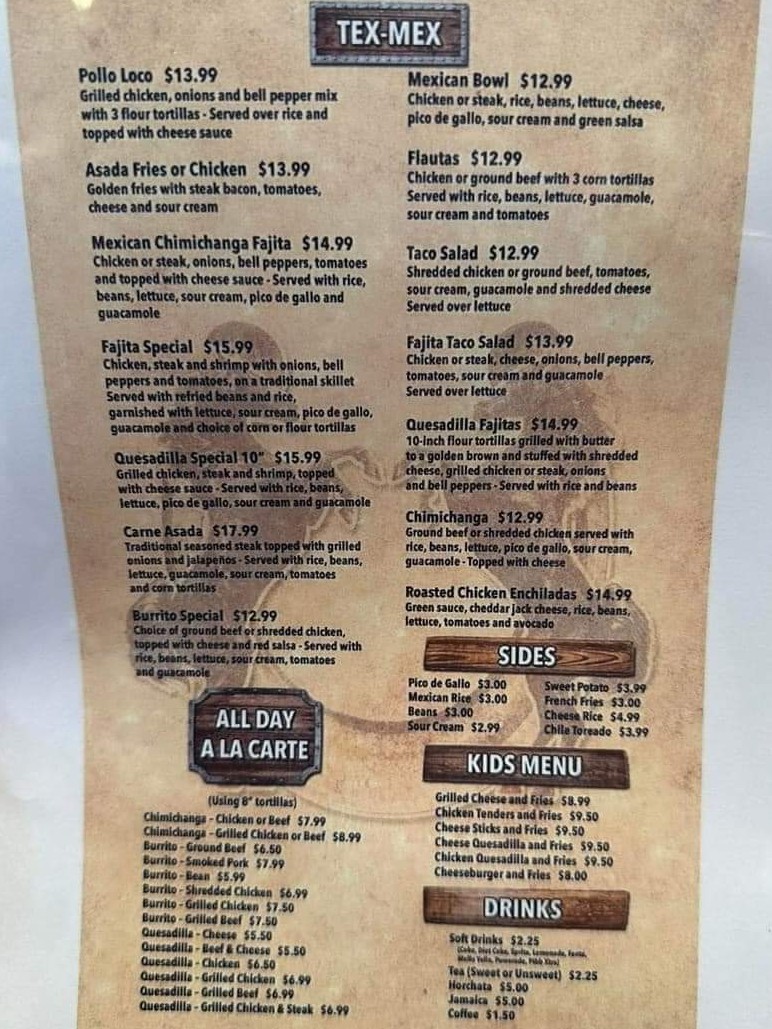 TEX-MEX
Pollo Loco $13.99
Grilled chicken, onions and bell pepper mix
with 3 flour tortillas - Served over rice and
topped with cheese sauce
Asada Fries or Chicken $13.99
Golden fries with steak bacon, tomatoes,
cheese and sour cream
Mexican Chimichanga Fajita $14.99
Chicken or steak, onions, bell peppers, tomatoes
and topped with cheese sauce - Served with rice,
beans, lettuce, sour cream, pico de gallo and
guacamole
Fajita Special $15.99
Chicken, steak and shrimp with onions, bell
peppers and tomatoes, on a traditional skillet
Served with refried beans and rice,
garnished with lettuce, sour cream, pico de gallo,
guacamole and choice of corn or flour tortillas
Quesadilla Special 10" $15.99
Grilled chicken, steak and shrimp, topped
with cheese sauce - Served with rice, beans,
lettuce, pico de gallo, sour cream and guacamole
Carne Asada $17.99
Traditional seasoned steak topped with grilled
onions and jalapeños - Served with rice, beans,
lettuce, guacamole, sour cream, tomatoes
and corn tortillas
Burrito Special $12.99
Choice of ground beef or shredded chicken,
topped with cheese and red salsa - Served with
rice, beans, lettuce, sour cream, tomatoes
and guacamole
ALL DAY
A LA CARTE
(Using 8" tortillas)
Chimichanga - Chicken or Beef $7.99
Chimichanga - Grilled Chicken or Beef $8.99
Burrito - Ground Beef $6.50
Burrito - Smoked Pork $7.99
Burrito - Bean $5.99
Burrito - Shredded Chicken $6.99
Burrito - Grilled Chicken $7.50
Burrito - Grilled Beef $7.50
Quesadilla - Cheese $5.50
Quesadilla - Beef & Cheese $5.50
Quesadilla - Chicken $6.50
Quesadilla - Grilled Chicken $6.99
Quesadilla - Grilled Beef $6.99
Quesadilla - Grilled Chicken & Steak $6.99
Mexican Bowl $12.99
Chicken or steak, rice, beans, lettuce, cheese,
pico de gallo, sour cream and green salsa
Flautas $12.99
Chicken or ground beef with 3 corn tortillas
Served with rice, beans, lettuce, guacamole,
sour cream and tomatoes
Taco Salad $12.99
Shredded chicken or ground beef, tomatoes,
sour cream, guacamole and shredded cheese
Served over lettuce
Fajita Taco Salad $13.99
Chicken or steak, cheese, onions, bell peppers,
tomatoes, sour cream and guacamole
Served over lettuce
Quesadilla Fajitas $14.99
10-inch flour tortillas grilled with butter
to a golden brown and stuffed with shredded
cheese, grilled chicken or steak, onions
and bell peppers - Served with rice and beans
Chimichanga $12.99
Ground beef or shredded chicken served with
rice, beans, lettuce, pico de gallo, sour cream,
guacamole - Topped with cheese
Roasted Chicken Enchiladas $14.99
Green sauce, cheddar jack cheese, rice, beans,
lettuce, tomatoes and avocado
SIDES
Pico de Gallo $3.00
Mexican Rice $3.00
Beans $3.00
Sour Cream $2.99
Sweet Potato $3.99
French Fries $3.00
Cheese Rice $4.99
Chile Toreado $3.99
KIDS MENU
Grilled Cheese and Fries $8.99
Chicken Tenders and Fries $9.50
Cheese Sticks and Fries $9.50
Cheese Quesadilla and Fries $9.50
Chicken Quesadilla and Fries $9.50
Cheeseburger and Fries $8.00
DRINKS
Soft Drinks $2.25
(Coke, Diet Coke, Sprite, Lemonade, Fanta,
Mello Yello, Powerade, Pibb Xtra)
Tea (Sweet or Unsweet) $2.25
Horchata $5.00
Jamaica $5.00
Coffee $1.50